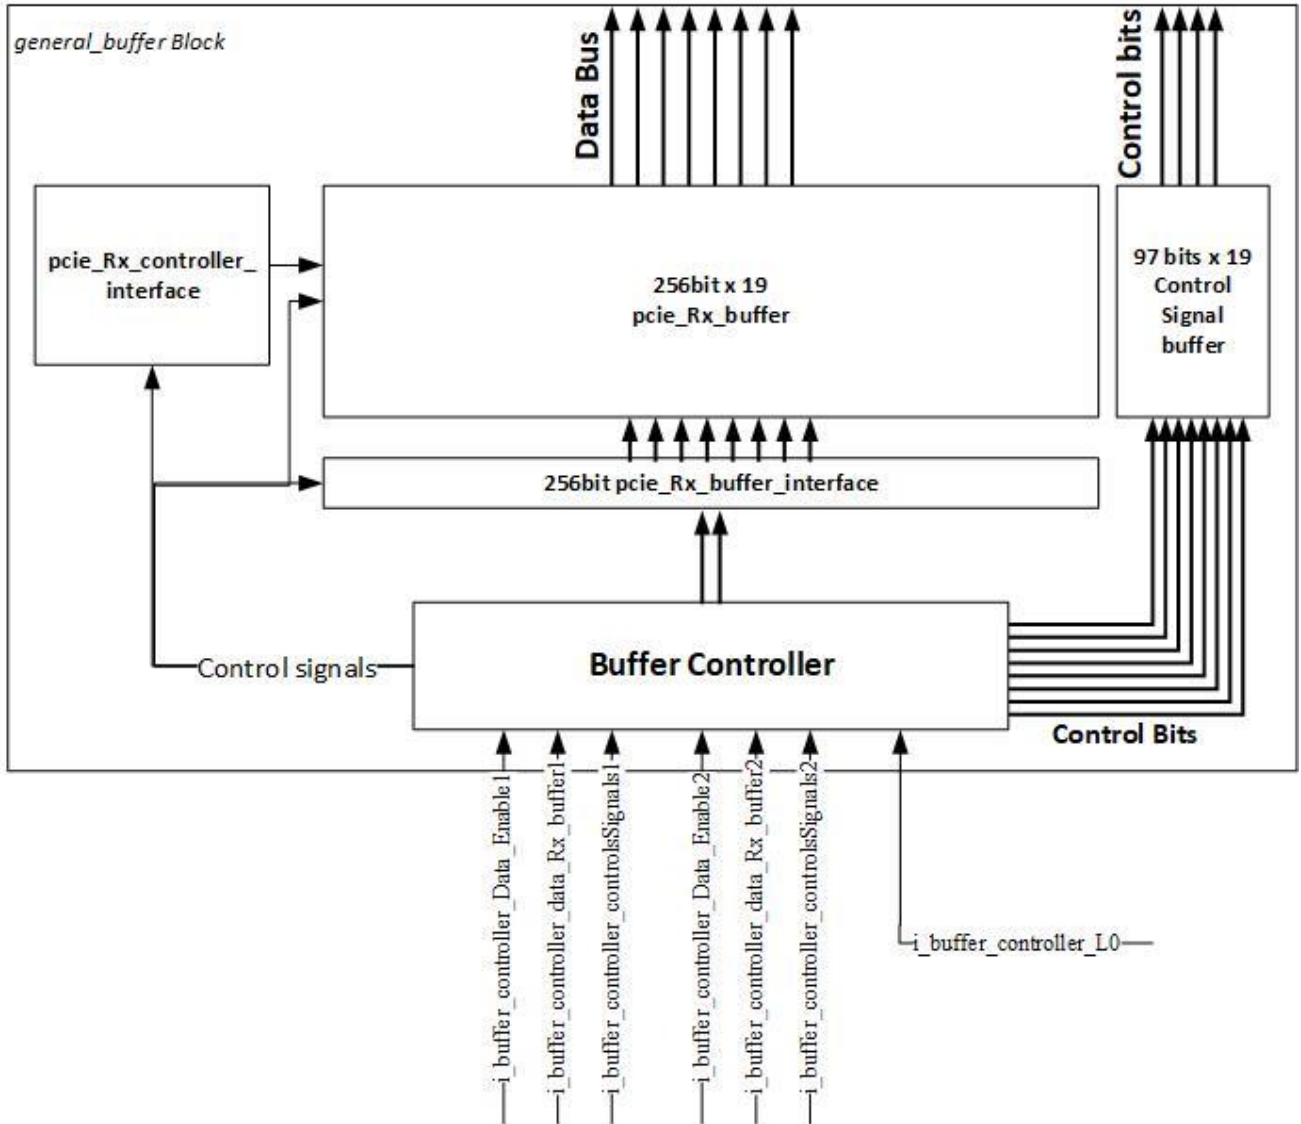 general_buffer Block
Data Bus
Control bits
pcie_Rx_controller_
interface
256bit x 19
pcie_Rx_buffer
97 bits x 19
Control
Signal
buffer
256bit pcie_Rx_buffer_interface
Buffer Controller
Control signals
Control Bits
i_buffer_controller_Data_Enable1
i_buffer_controller_data_Rx_buffer1
i_buffer_controller_controlsSignals1
i_buffer_controller_Data_Enable2
i_buffer_controller_data_Rx_buffer2
i_buffer_controller_controlsSignals2
i_buffer_controller_L0